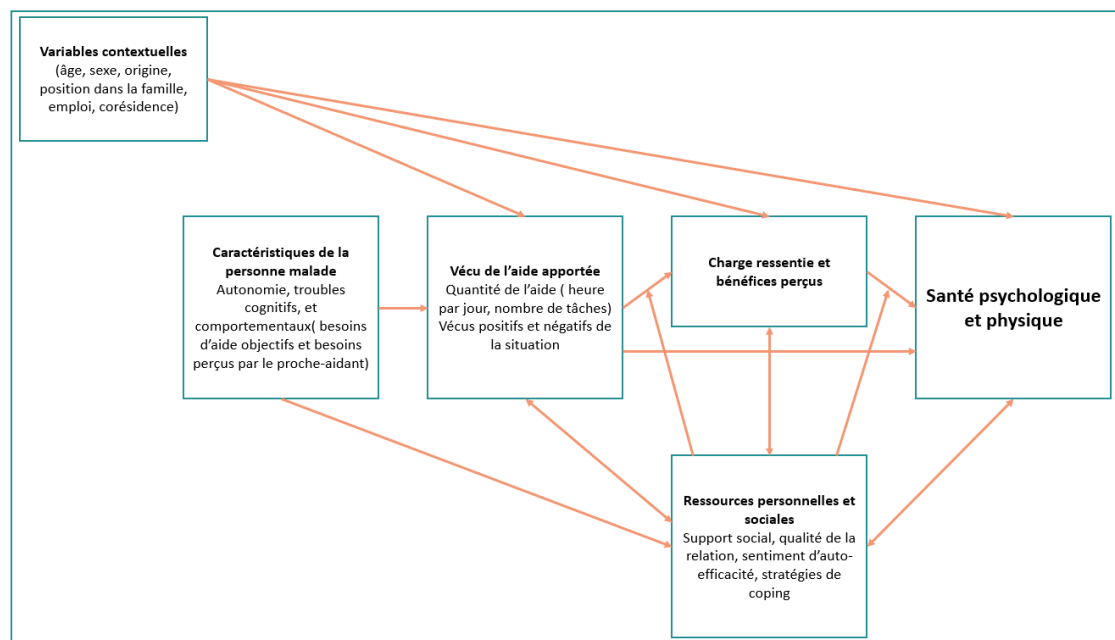 Variables contextuelles
(âge, sexe, origine,
position dans la famille,
emploi, corésidence)
Caractéristiques de la
personne malade
Autonomie, troubles
cognitifs, et
comportementaux( besoins
d’aide objectifs et besoins
perçus par le proche-aidant)
Vécu de l’aide apportée
Quantité de l’aide ( heure
par jour, nombre de tâches)
Vécus positifs et négatifs de
la situation
Charge ressentie et
bénéfices perçus
Santé psychologique
et physique
Ressources personnelles et
sociales
Support social, qualité de la
relation, sentiment d’auto-
efficacité, stratégies de
coping